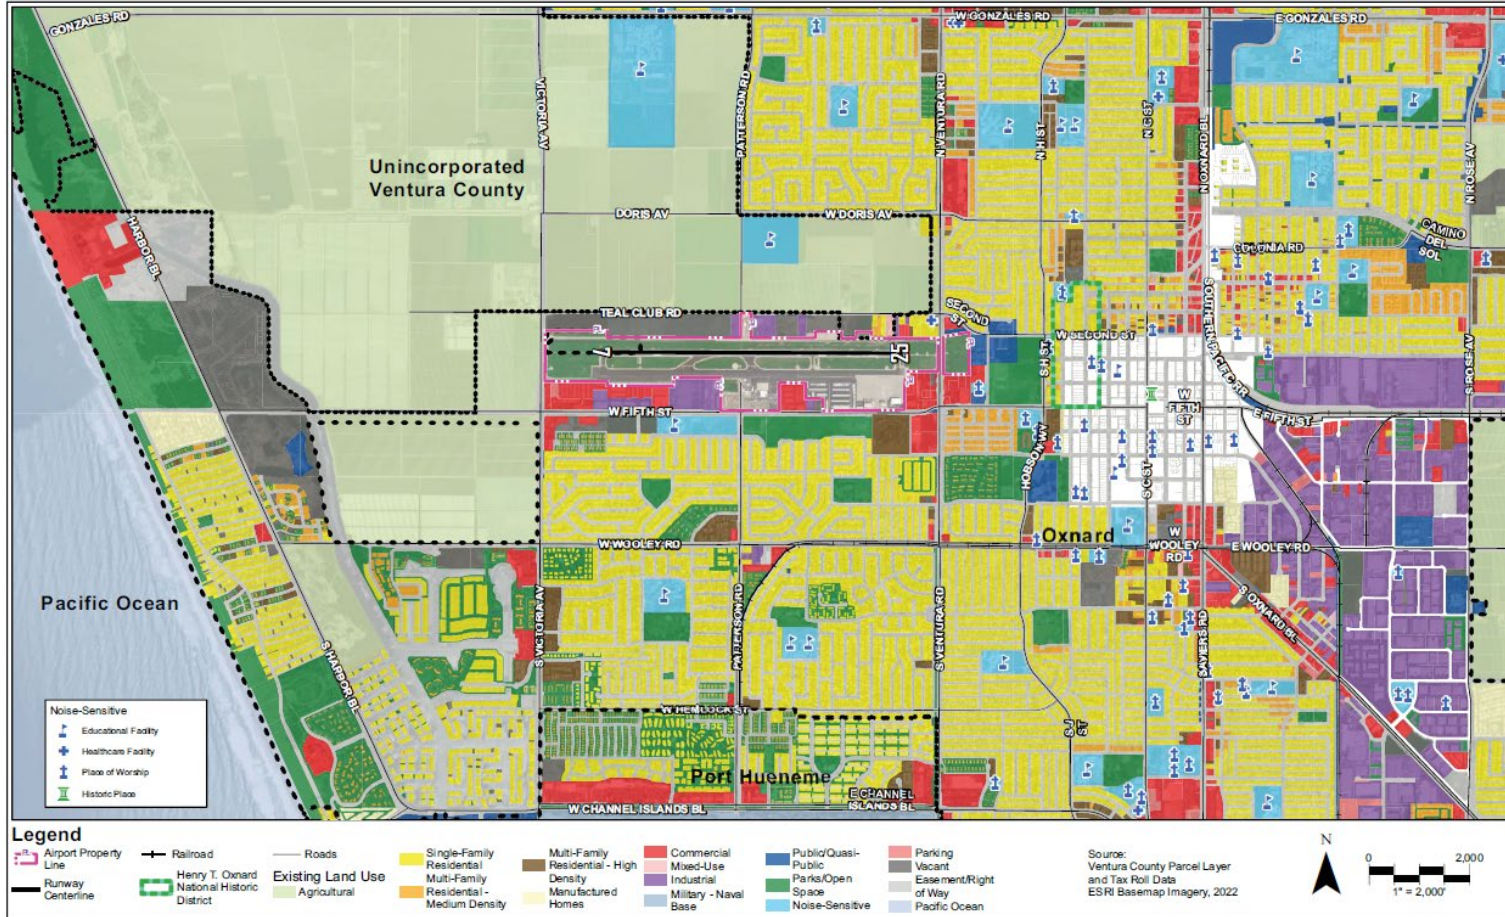 GONZALES RD
W GONZALES RD
E GONZALES RD
VICTORIA AV
PATTERSON RD
N VENTURA RD
N H ST
N C ST
N OXNARD BL
N ROSE AV
Unincorporated
Ventura County
DORIS AV
W DORIS AV
HARBOR BL
COLONIA RD
CAMINO
DEL
SOL
TEAL CLUB RD
SECOND
ST
W SECOND ST
SOUTHERN PACIFIC RR
7
25
S H ST
S ROSE AV
W FIFTH ST
W
FIFTH
ST
E FIFTH ST
HOBSON WY
S C ST
Oxnard
W WOOLEY RD
W
WOOLEY
RD
E WOOLEY RD
Pacific Ocean
S HARBOR BL
S VICTORIA AV
PATTERSON RD
S VENTURA RD
SAVIERS RD
S OXNARD BL
W HEMLOCK ST
S J
ST
Port Hueneme
W CHANNEL ISLANDS BL
E CHANNEL
ISLANDS BL
Noise-Sensitive
Educational Facility
Healthcare Facility
Place of Worship
Historic Place
Legend
Airport Property
Line
Runway
Centerline
Railroad
Henry T. Oxnard
National Historic
District
Roads
Existing Land Use
Agricultural
Single-Family
Residential
Multi-Family
Residential -
Medium Density
Multi-Family
Residential - High
Density
Manufactured
Homes
Commercial
Mixed-Use
Industrial
Military - Naval
Base
Public/Quasi-
Public
Parks/Open
Space
Noise-Sensitive
Parking
Vacant
Easement/Right
of Way
Pacific Ocean
Source:
Ventura County Parcel Layer
and Tax Roll Data
ESRI Basemap Imagery, 2022
N
0 2,000
1" = 2,000'